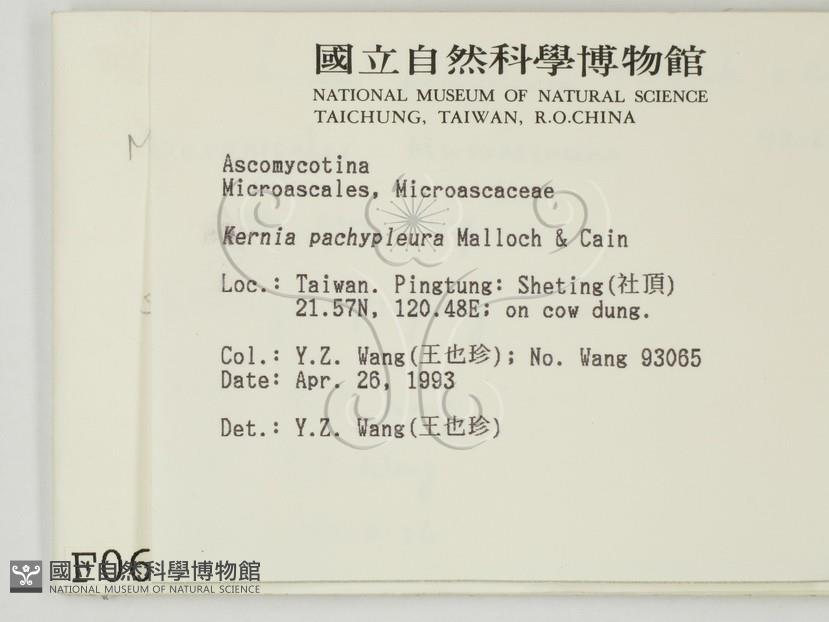 國立自然科學博物館
NATIONAL MUSEUM OF NATURAL SCIENCE
TAICHUNG, TAIWAN, R.O.CHINA
Ascomycotina
Microascales, Microascaceae
Kernia pachypleura Malloch & Cain
Loc.: Taiwan. Pingtung: Sheting(社頂)
21.57N, 120.48E; on cow dung.
Col.: Y.Z. Wang(王也珍); No. Wang 93065
Date: Apr. 26, 1993
Det.: Y.Z. Wang(王也珍)
F06
國立自然科學博物館
NATIONAL MUSEUM OF NATURAL SCIENCE